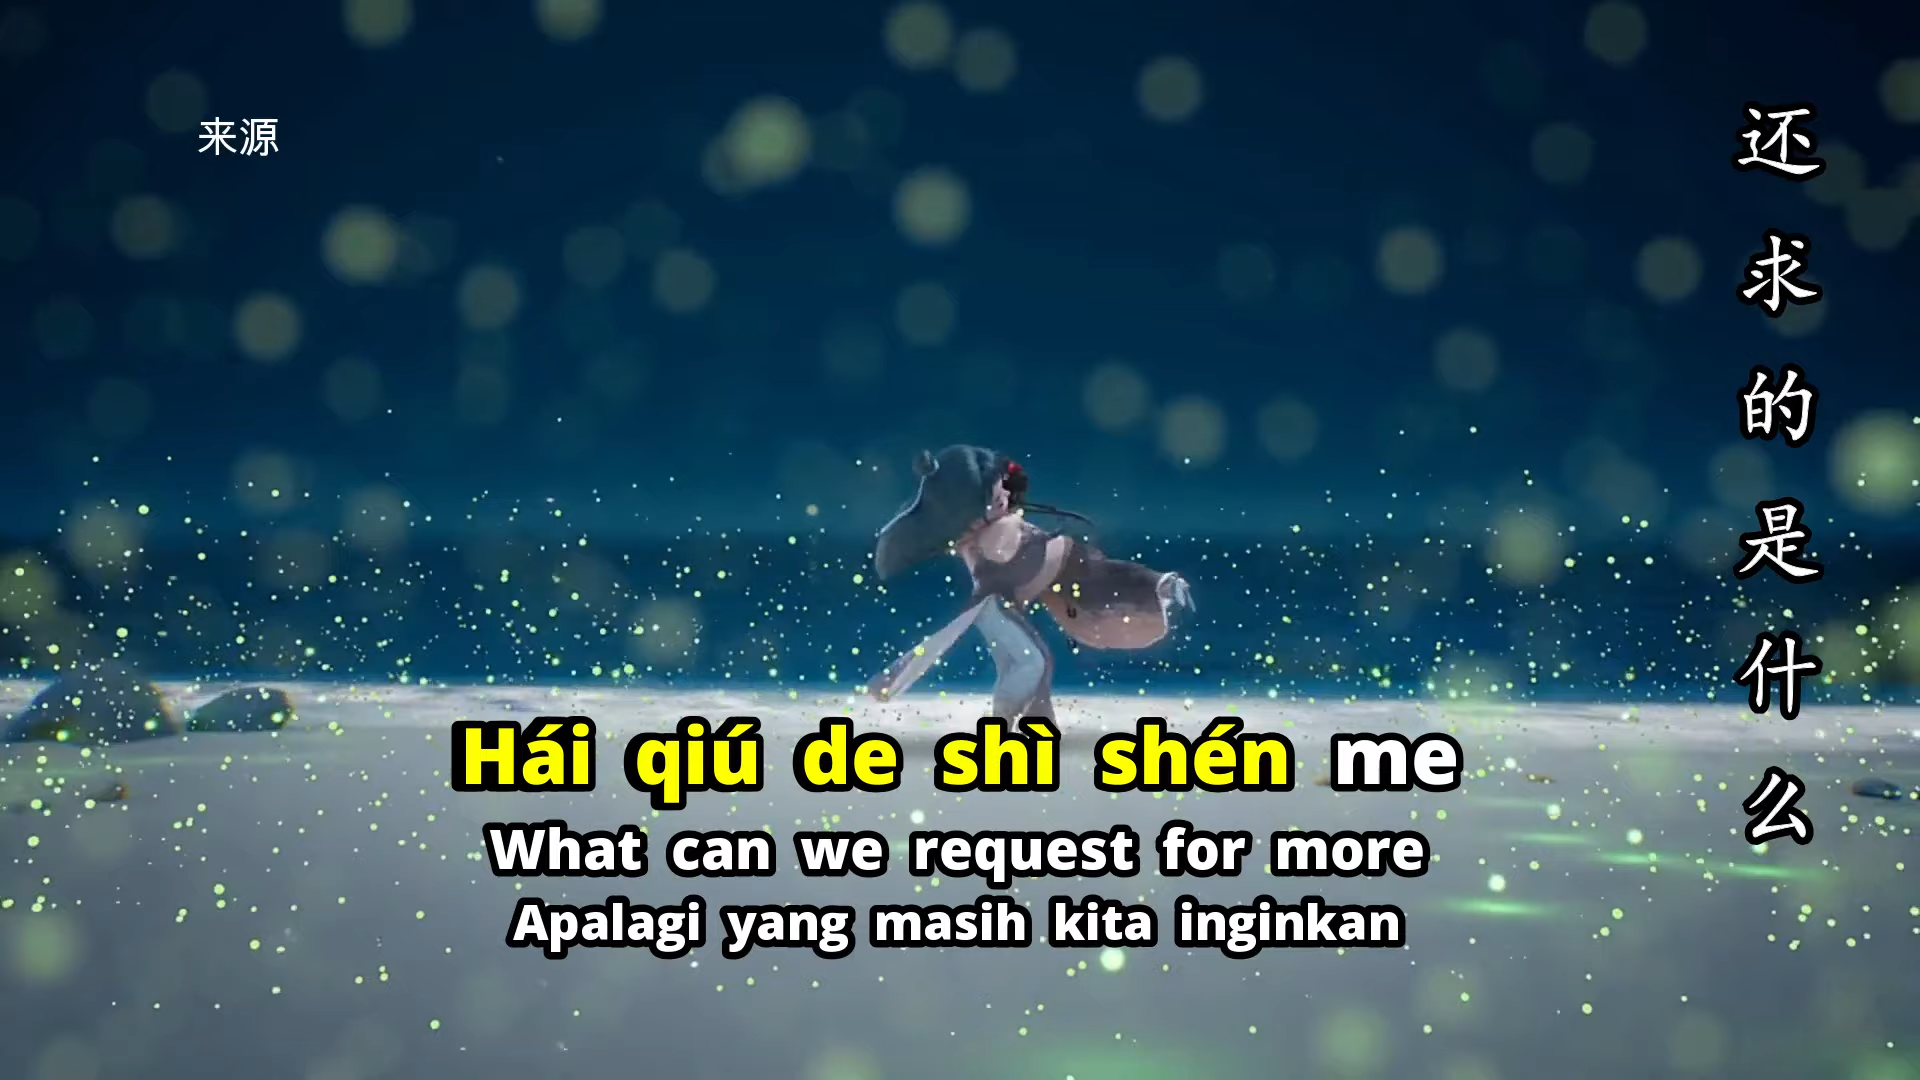 来源
还求的是什么
Hái qiú de shì shén me
What can we request for more
Apalagi yang masih kita inginkan